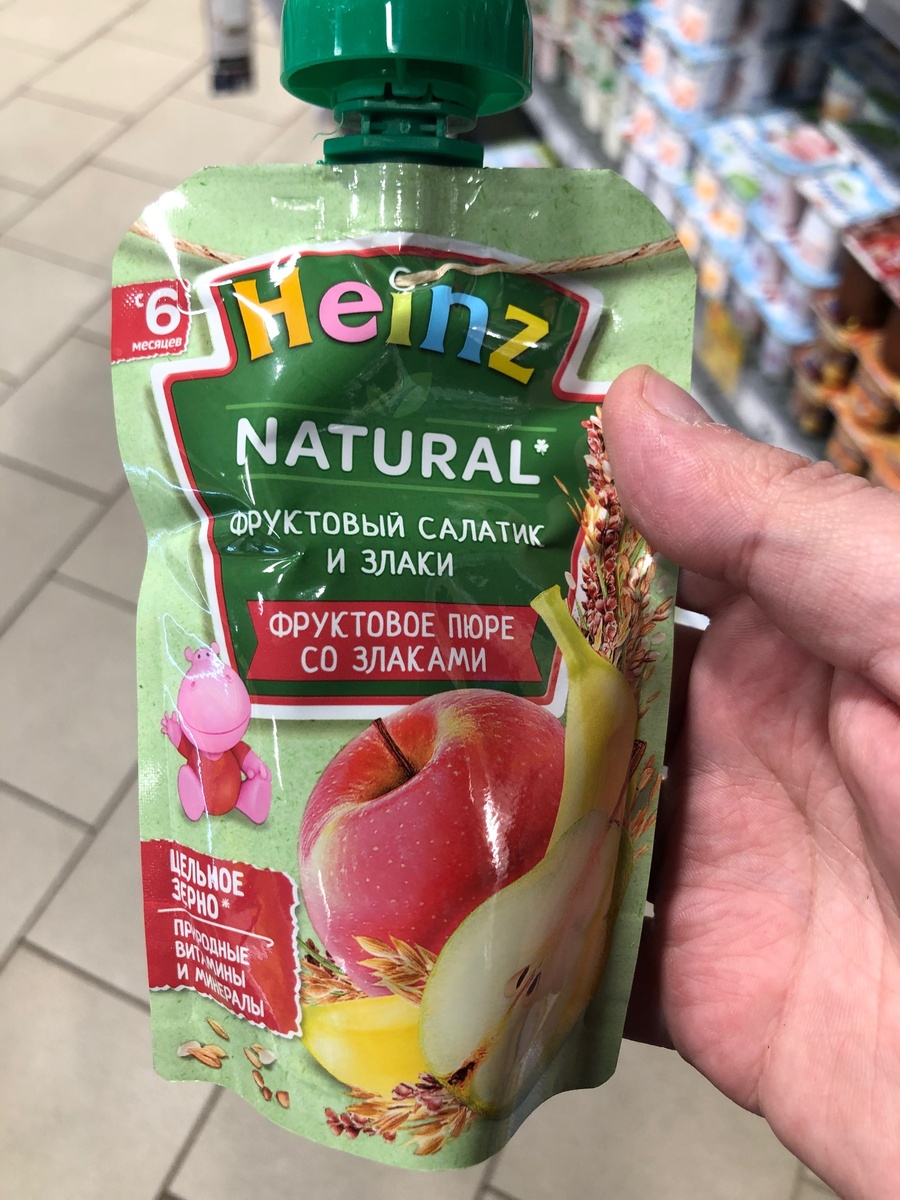 с 6
месяцев
Heinz
NATURAL*
ФРУКТОВЫЙ САЛАТИК
И ЗЛАКИ
ФРУКТОВОЕ ПЮРЕ
СО ЗЛАКАМИ
ЦЕЛЬНОЕ
ЗЕРНО*
ПРИРОДНЫЕ
ВИТАМИНЫ
И МИНЕРАЛЫ